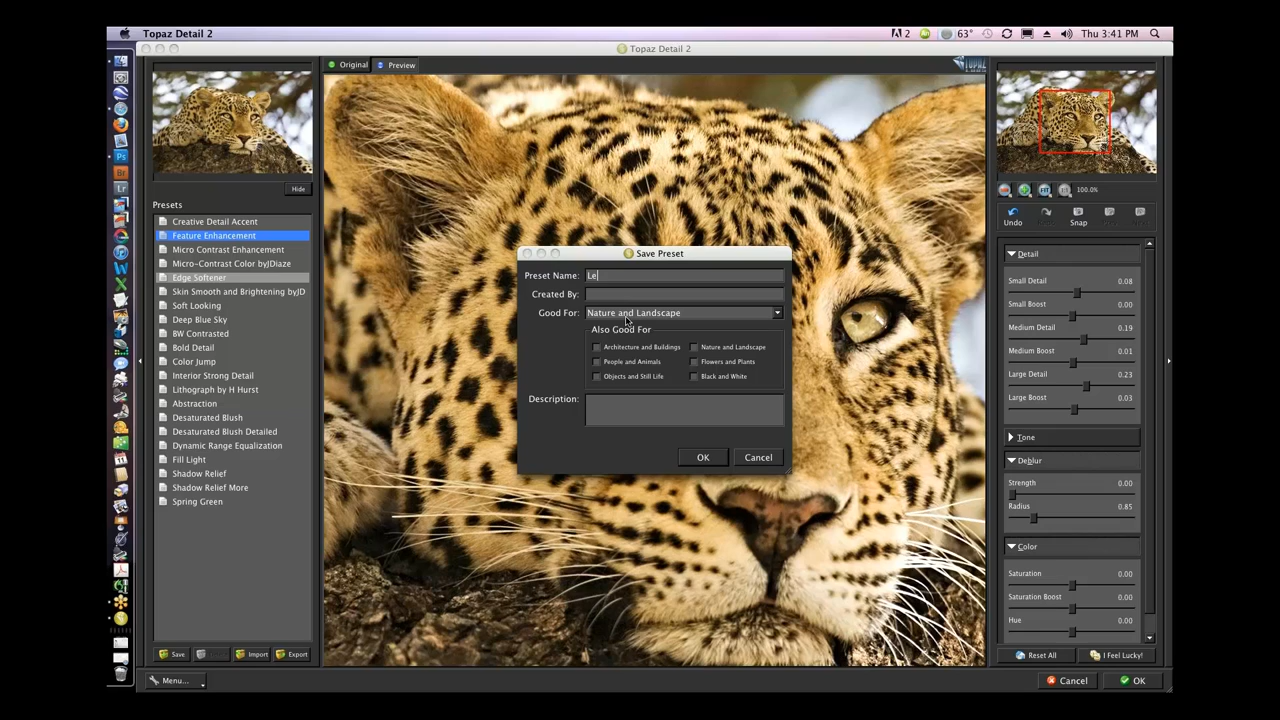 Topaz Detail 2
2
63°
Thu 3:41 PM
Topaz Detail 2
Original
Preview
TOPAZ
Hide
Presets
Creative Detail Accent
Feature Enhancement
Micro Contrast Enhancement
Micro-Contrast Color byJDiaze
Edge Softener
Skin Smooth and Brightening byJD
Soft Looking
Deep Blue Sky
BW Contrasted
Bold Detail
Color Jump
Interior Strong Detail
Lithograph by H Hurst
Abstraction
Desaturated Blush
Desaturated Blush Detailed
Dynamic Range Equalization
Fill Light
Shadow Relief
Shadow Relief More
Spring Green
Save
Import
Export
Menu...
Save Preset
Preset Name: Le
Created By:
Good For: Nature and Landscape
Also Good For
Architecture and Buildings
Nature and Landscape
People and Animals
Flowers and Plants
Objects and Still Life
Black and White
Description:
OK
Cancel
100.0%
Undo
Snap
Detail
Small Detail 0.08
Small Boost 0.00
Medium Detail 0.19
Medium Boost 0.01
Large Detail 0.23
Large Boost 0.03
Tone
Deblur
Strength 0.00
Radius 0.85
Color
Saturation 0.00
Saturation Boost 0.00
Hue 0.00
Reset All
I Feel Lucky!
Cancel
OK
Ps
Br
Lr
W
X